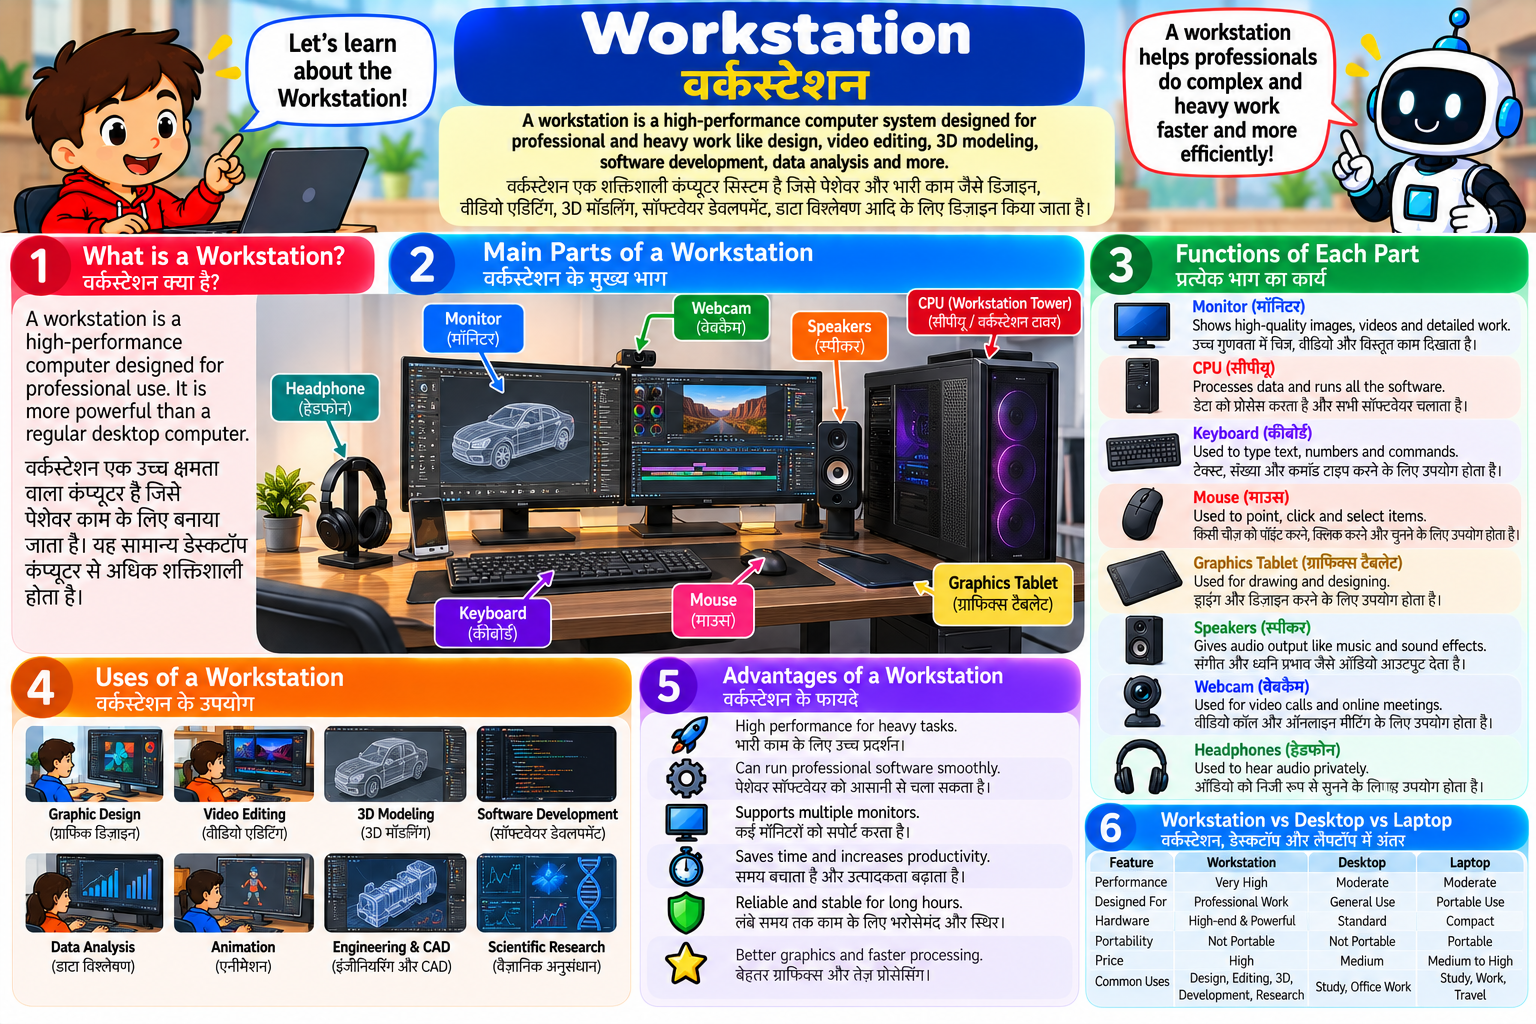 Let's learn
about the
Workstation!
Workstation
वर्कस्टेशन
A workstation is a high-performance computer system designed for
professional and heavy work like design, video editing, 3D modeling,
software development, data analysis and more.
वर्कस्टेशन एक शक्तिशाली कंप्यूटर सिस्टम है जिसे पेशेवर और भारी काम जैसे डिजाइन,
वीडियो एडिटिंग, 3D मॉडलिंग, सॉफ्टवेयर डेवलपमेंट, डाटा विश्लेषण आदि के लिए डिज़ाइन किया जाता है।
A workstation
helps professionals
do complex and
heavy work
faster and more
efficiently!
1 What is a Workstation?
वर्कस्टेशन क्या है?
A workstation is a
high-performance
computer designed for
professional use. It is
more powerful than a
regular desktop computer.
वर्कस्टेशन एक उच्च क्षमता
वाला कंप्यूटर है जिसे
पेशेवर काम के लिए बनाया
जाता है। यह सामान्य डेस्कटॉप
कंप्यूटर से अधिक शक्तिशाली
होता है।
2 Main Parts of a Workstation
वर्कस्टेशन के मुख्य भाग
Monitor
(मॉनिटर)
Webcam
(वेबकैम)
Speakers
(स्पीकर)
CPU (Workstation Tower)
(सीपीयू / वर्कस्टेशन टावर)
Headphone
(हेडफोन)
Keyboard
(कीबोर्ड)
Mouse
(माउस)
Graphics Tablet
(ग्राफिक्स टैबलेट)
3 Functions of Each Part
प्रत्येक भाग का कार्य
Monitor (मॉनिटर)
Shows high-quality images, videos and detailed work.
उच्च गुणवता में चित्र, वीडियो और विस्तृत काम दिखाता है।
CPU (सीपीयू)
Processes data and runs all the software.
डेटा को प्रोसेस करता है और सभी सॉफ्टवेयर चलाता है।
Keyboard (कीबोर्ड)
Used to type text, numbers and commands.
टेक्स्ट, संख्या और कमांड टाइप करने के लिए उपयोग होता है।
Mouse (माउस)
Used to point, click and select items.
किसी चीज़ को पॉइंट करने, क्लिक करने और चुनने के लिए उपयोग होता है।
Graphics Tablet (ग्राफिक्स टैबलेट)
Used for drawing and designing.
ड्राइंग और डिज़ाइन करने के लिए उपयोग होता है।
Speakers (स्पीकर)
Gives audio output like music and sound effects.
संगीत और ध्वनि प्रभाव जैसे ऑडियो आउटपुट देता है।
Webcam (वेबकैम)
Used for video calls and online meetings.
वीडियो कॉल और ऑनलाइन मीटिंग के लिए उपयोग होता है।
Headphones (हेडफोन)
Used to hear audio privately.
ऑडियो को निजी रूप से सुनने के उपयोग होता है।
4 Uses of a Workstation
वर्कस्टेशन के उपयोग
Graphic Design
(ग्राफिक डिज़ाइन)
Video Editing
(वीडियो एडिटिंग)
3D Modeling
(3D मॉडलिंग)
Software Development
(सॉफ्टवेयर डेवलपमेंट)
Data Analysis
(डाटा विश्लेषण)
Animation
(एनीमेशन)
Engineering & CAD
(इंजीनियरिंग और CAD)
Scientific Research
(वैज्ञानिक अनुसंधान)
5 Advantages of a Workstation
वर्कस्टेशन के फायदे
High performance for heavy tasks.
भारी काम के लिए उच्च प्रदर्शन।
Can run professional software smoothly.
पेशेवर सॉफ्टवेयर को आसानी से चला सकता है।
Supports multiple monitors.
कई मॉनिटरों को सपोर्ट करता है।
Saves time and increases productivity.
समय बचाता है और उत्पादकता बढ़ाता है।
Reliable and stable for long hours.
लंबे समय तक काम के लिए भरोसेमंद और स्थिर।
Better graphics and faster processing.
बेहतर ग्राफिक्स और तेज़ प्रोसेसिंग।
6 Workstation vs Desktop vs Laptop
वर्कस्टेशन, डेस्कटॉप और लैपटॉप में अंतर
Feature Workstation Desktop Laptop
Performance Very High Moderate Moderate
Designed For Professional Work General Use Portable Use
Hardware High-end & Powerful Standard Compact
Portability Not Portable Not Portable Portable
Price High Medium Medium to High
Common Uses Design, Editing, 3D, Development, Research Study, Office Work Study, Work, Travel